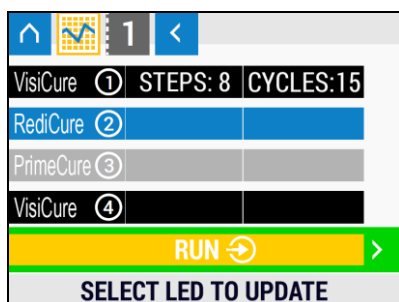 1
VisiCure 1 STEPS: 8 CYCLES:15
RediCure 2
PrimeCure 3
VisiCure 4
RUN
SELECT LED TO UPDATE